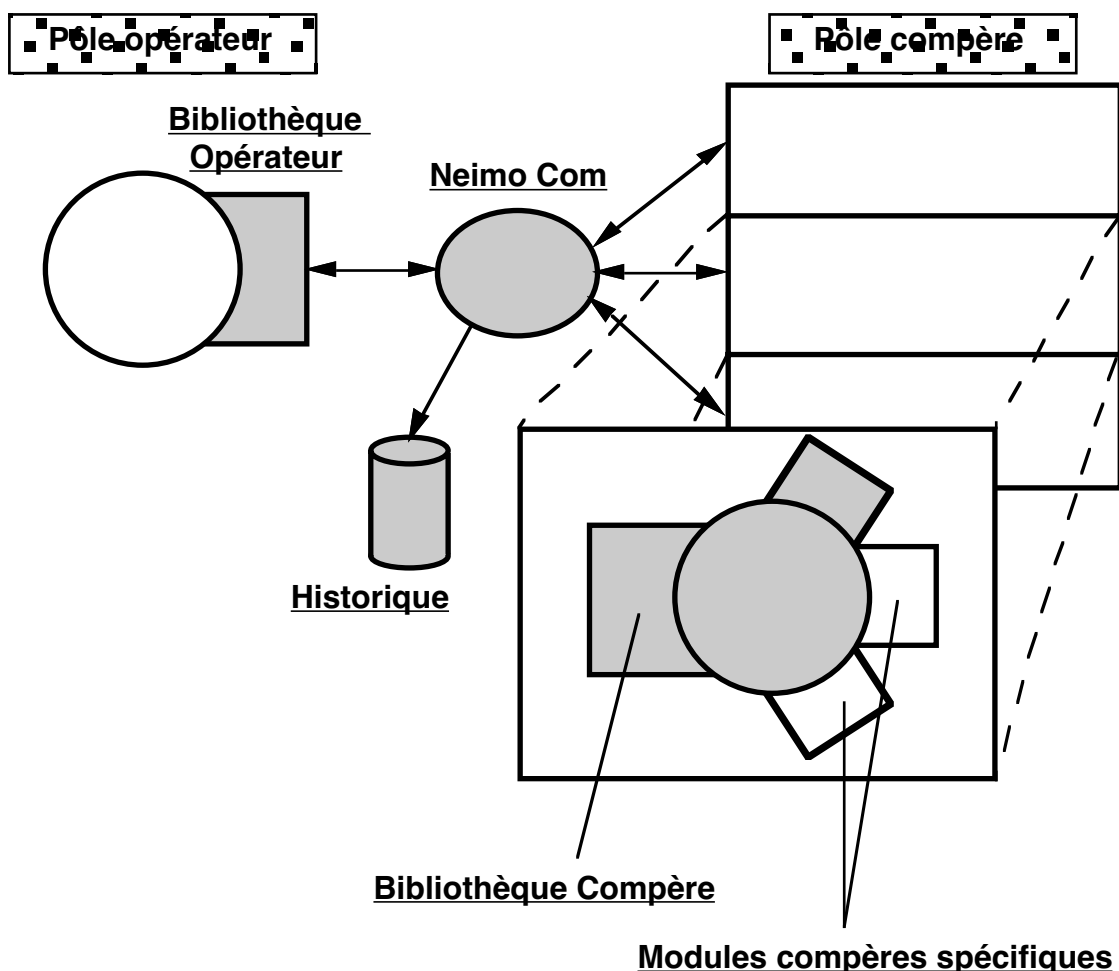 Pôle opérateur
Pôle compère
Bibliothèque
Opérateur
Neimo Com
Historique
Bibliothèque Compère
Modules compères spécifiques